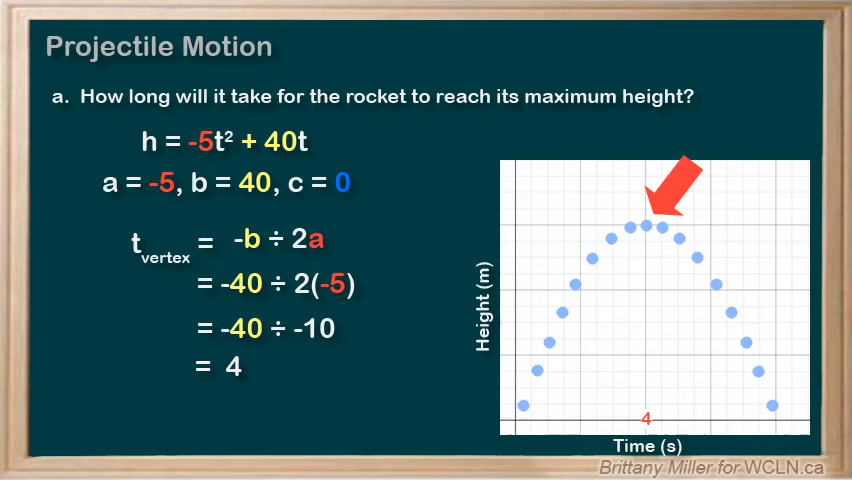 Projectile Motion
a. How long will it take for the rocket to reach its maximum height?
h = -5t² + 40t
a = -5, b = 40, c = 0
t vertex = -b ÷ 2a
= -40 ÷ 2(-5)
= -40 ÷ -10
= 4
Height (m)
4
Time (s)
Brittany Miller for WCLN.ca